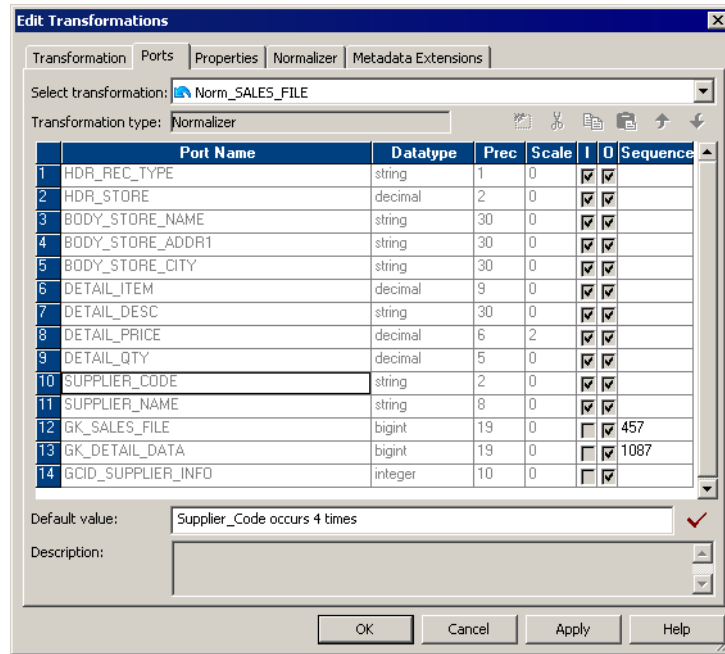 Edit Transformations
Transformation Ports Properties Normalizer Metadata Extensions
Select transformation: Norm_SALES_FILE
Transformation type: Normalizer
Port Name Datatype Prec Scale I O Sequence
1 HDR_REC_TYPE string 1 0
2 HDR_STORE decimal 2 0
3 BODY_STORE_NAME string 30 0
4 BODY_STORE_ADDR1 string 30 0
5 BODY_STORE_CITY string 30 0
6 DETAIL_ITEM decimal 9 0
7 DETAIL_DESC string 30 0
8 DETAIL_PRICE decimal 6 2
9 DETAIL_QTY decimal 5 0
10 SUPPLIER_CODE string 2 0
11 SUPPLIER_NAME string 8 0
12 GK_SALES_FILE bigint 19 0 457
13 GK_DETAIL_DATA bigint 19 0 1087
14 GCID_SUPPLIER_INFO integer 10 0
Default value: Supplier_Code occurs 4 times
Description:
OK Cancel Apply Help